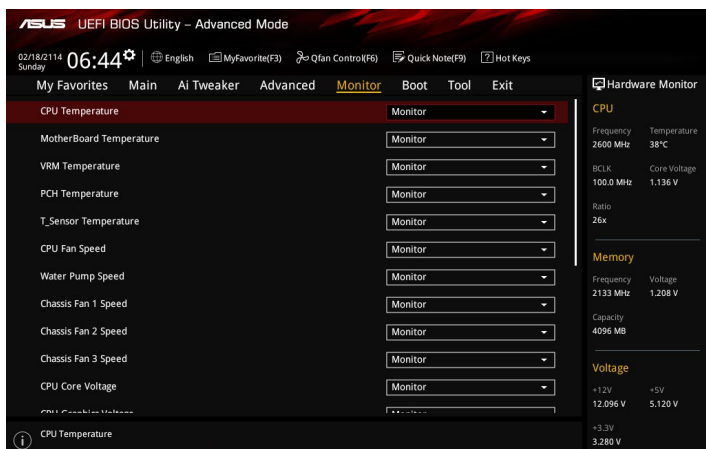 ASUS UEFI BIOS Utility – Advanced Mode
02/18/2114 Sunday 06:44 English MyFavorite(F3) Qfan Control(F6) Quick Note(F9) ? Hot Keys
My Favorites Main Ai Tweaker Advanced Monitor Boot Tool Exit
CPU Temperature Monitor
MotherBoard Temperature Monitor
VRM Temperature Monitor
PCH Temperature Monitor
T_Sensor Temperature Monitor
CPU Fan Speed Monitor
Water Pump Speed Monitor
Chassis Fan 1 Speed Monitor
Chassis Fan 2 Speed Monitor
Chassis Fan 3 Speed Monitor
CPU Core Voltage Monitor
CPU Graphics Voltage Monitor
i CPU Temperature
Hardware Monitor
CPU
Frequency Temperature
2600 MHz 38°C
BCLK Core Voltage
100.0 MHz 1.136 V
Ratio
26x
Memory
Frequency Voltage
2133 MHz 1.208 V
Capacity
4096 MB
Voltage
+12V +5V
12.096 V 5.120 V
+3.3V
3.280 V